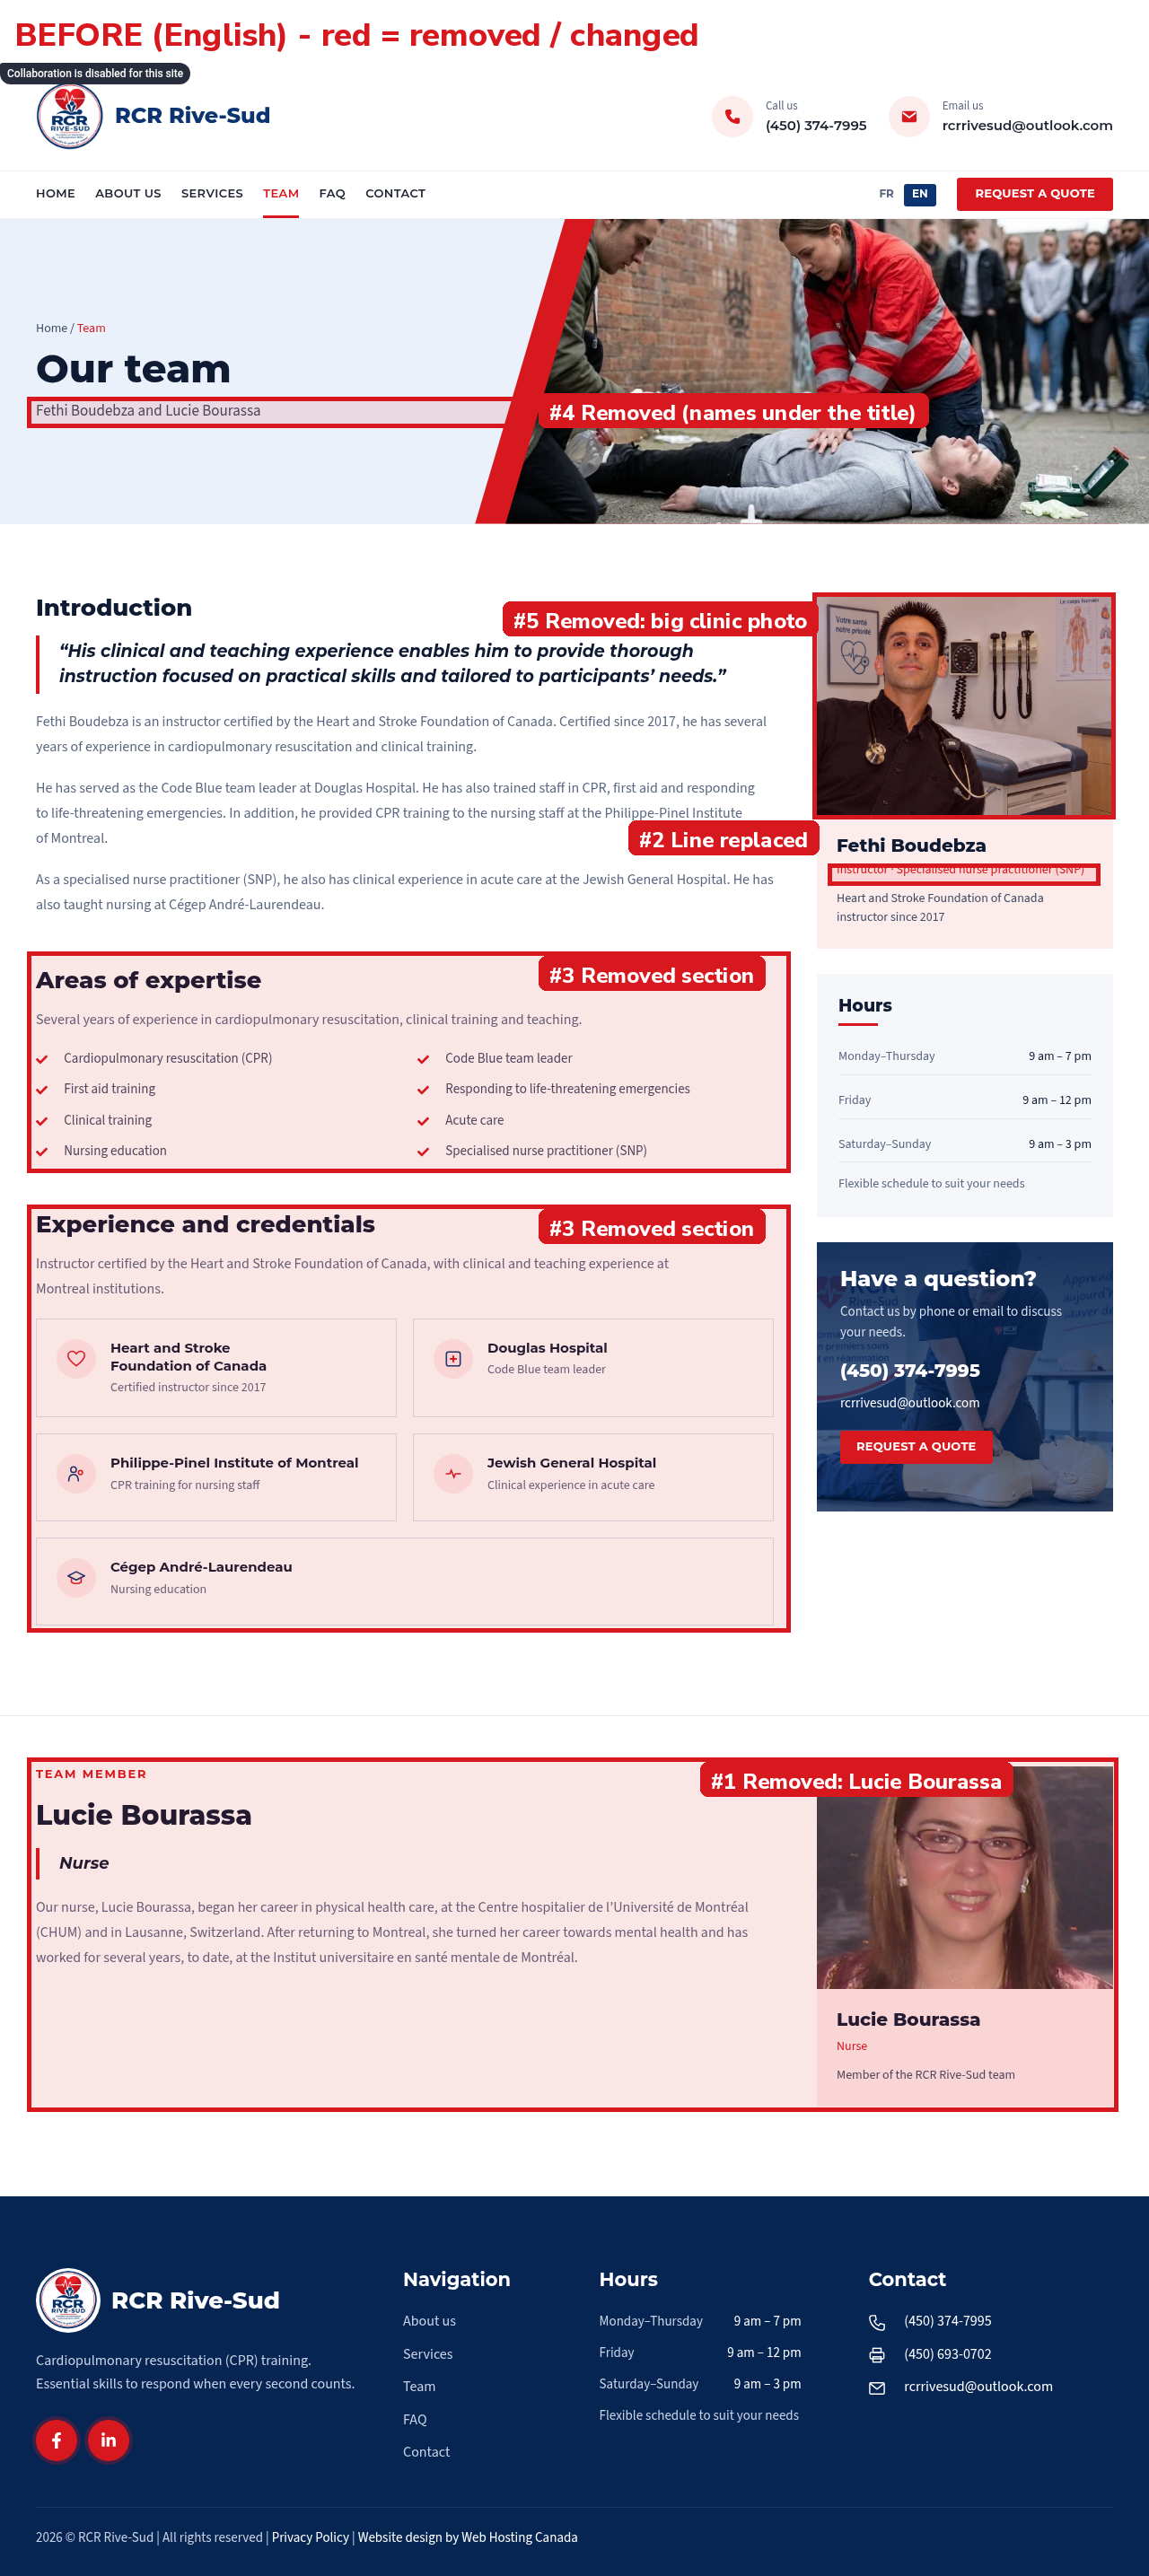 BEFORE (English) - red = removed / changed
Collaboration is disabled for this site
RCR
RIVE-SUD
RCR Rive-Sud
Call us
(450) 374-7995
Email us
rcrrivesud@outlook.com
HOME
ABOUT US
SERVICES
TEAM
FAQ
CONTACT
FR
EN
REQUEST A QUOTE
Home / Team
Our team
Fethi Boudebza and Lucie Bourassa
#4 Removed (names under the title)
Introduction
#5 Removed: big clinic photo
“His clinical and teaching experience enables him to provide thorough
instruction focused on practical skills and tailored to participants’ needs.”
Fethi Boudebza is an instructor certified by the Heart and Stroke Foundation of Canada. Certified since 2017, he has several
years of experience in cardiopulmonary resuscitation and clinical training.
He has served as the Code Blue team leader at Douglas Hospital. He has also trained staff in CPR, first aid and responding
to life-threatening emergencies. In addition, he provided CPR training to the nursing staff at the Philippe-Pinel Institute
of Montreal.
#2 Line replaced
As a specialised nurse practitioner (SNP), he also has clinical experience in acute care at the Jewish General Hospital. He has
also taught nursing at Cégep André-Laurendeau.
Votre santé
notre priorité
Le corps humain
Fethi Boudebza
Instructor · Specialised nurse practitioner (SNP)
Heart and Stroke Foundation of Canada
instructor since 2017
Areas of expertise
#3 Removed section
Several years of experience in cardiopulmonary resuscitation, clinical training and teaching.
Cardiopulmonary resuscitation (CPR)
Code Blue team leader
First aid training
Responding to life-threatening emergencies
Clinical training
Acute care
Nursing education
Specialised nurse practitioner (SNP)
Hours
Monday–Thursday 9 am – 7 pm
Friday 9 am – 12 pm
Saturday–Sunday 9 am – 3 pm
Flexible schedule to suit your needs
Experience and credentials
#3 Removed section
Instructor certified by the Heart and Stroke Foundation of Canada, with clinical and teaching experience at
Montreal institutions.
Heart and Stroke
Foundation of Canada
Certified instructor since 2017
Douglas Hospital
Code Blue team leader
Philippe-Pinel Institute of Montreal
CPR training for nursing staff
Jewish General Hospital
Clinical experience in acute care
Cégep André-Laurendeau
Nursing education
Have a question?
Contact us by phone or email to discuss
your needs.
(450) 374-7995
rcrrivesud@outlook.com
REQUEST A QUOTE
TEAM MEMBER
#1 Removed: Lucie Bourassa
Lucie Bourassa
Nurse
Our nurse, Lucie Bourassa, began her career in physical health care, at the Centre hospitalier de l’Université de Montréal
(CHUM) and in Lausanne, Switzerland. After returning to Montreal, she turned her career towards mental health and has
worked for several years, to date, at the Institut universitaire en santé mentale de Montréal.
Lucie Bourassa
Nurse
Member of the RCR Rive-Sud team
RCR
RIVE-SUD
RCR Rive-Sud
Cardiopulmonary resuscitation (CPR) training.
Essential skills to respond when every second counts.
Navigation
About us
Services
Team
FAQ
Contact
Hours
Monday–Thursday 9 am – 7 pm
Friday 9 am – 12 pm
Saturday–Sunday 9 am – 3 pm
Flexible schedule to suit your needs
Contact
(450) 374-7995
(450) 693-0702
rcrrivesud@outlook.com
2026 © RCR Rive-Sud | All rights reserved | Privacy Policy | Website design by Web Hosting Canada